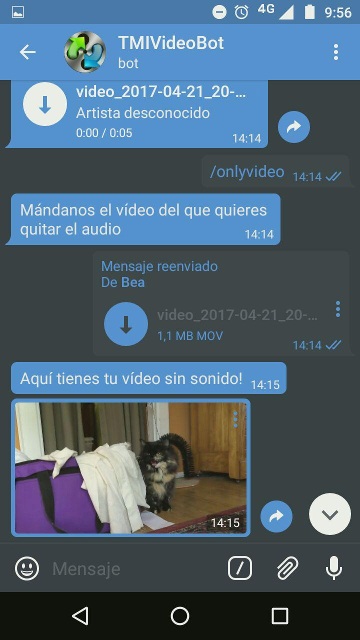 4G 9:56
TMIVideoBot
bot
video_2017-04-21_20-...
Artista desconocido
0:00 / 0:05
14:14
/onlyvideo 14:14
Mándanos el vídeo del que quieres
quitar el audio
14:14
Mensaje reenviado
De Bea
video_2017-04-21_20-...
1,1 MB MOV
14:14
Aquí tienes tu vídeo sin sonido! 14:15
14:15
Mensaje